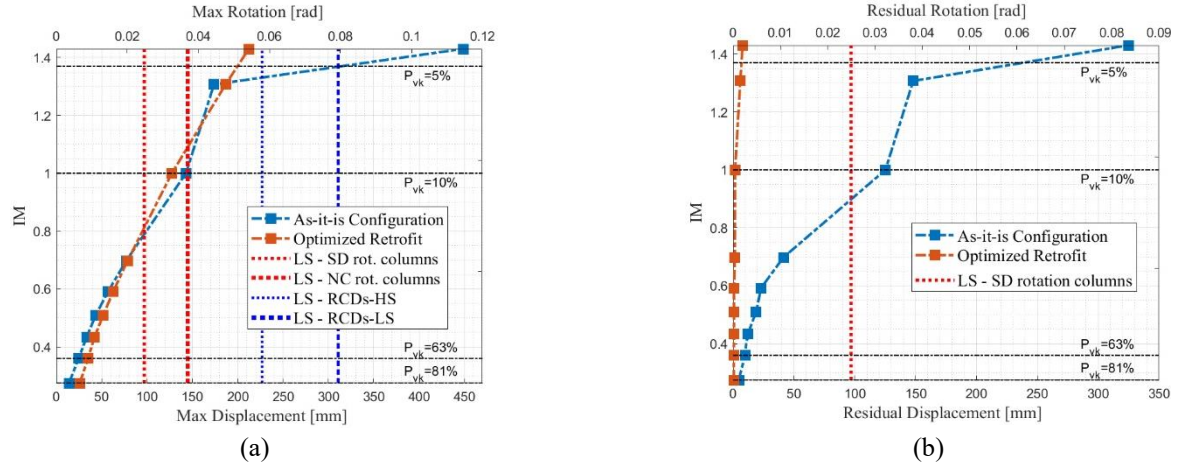 Max Rotation [rad]
0 0.02 0.04 0.06 0.08 0.1 0.12
1.4
1.2
1
0.8
0.6
0.4
IM
P_vk=5%
P_vk=10%
As-it-is Configuration
Optimized Retrofit
LS - SD rot. columns
LS - NC rot. columns
LS - RCDs-HS
LS - RCDs-LS
P_vk=63%
P_vk=81%
0 50 100 150 200 250 300 350 400 450
Max Displacement [mm]
(a)
Residual Rotation [rad]
0 0.01 0.02 0.03 0.04 0.05 0.06 0.07 0.08 0.09
1.4
1.2
1
0.8
0.6
0.4
IM
P_vk=5%
P_vk=10%
As-it-is Configuration
Optimized Retrofit
LS - SD rotation columns
P_vk=63%
P_vk=81%
0 50 100 150 200 250 300 350
Residual Displacement [mm]
(b)